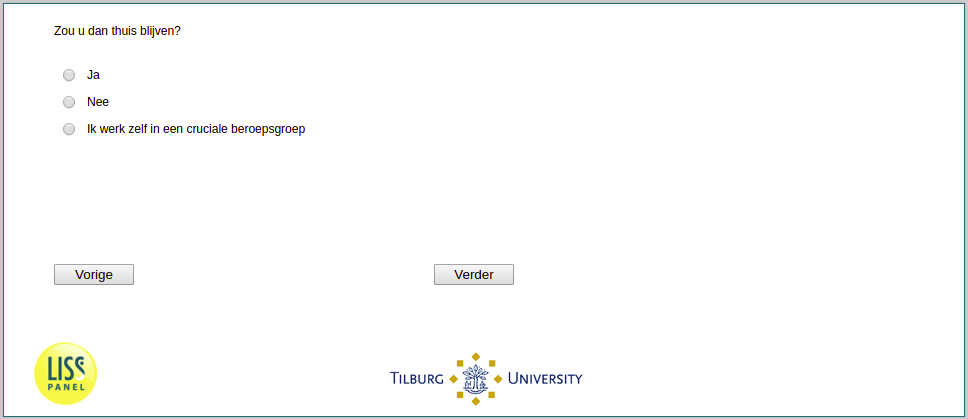 Zou u dan thuis blijven?
Ja
Nee
Ik werk zelf in een cruciale beroepsgroep
Vorige
Verder
LISS
PANEL
TILBURG UNIVERSITY